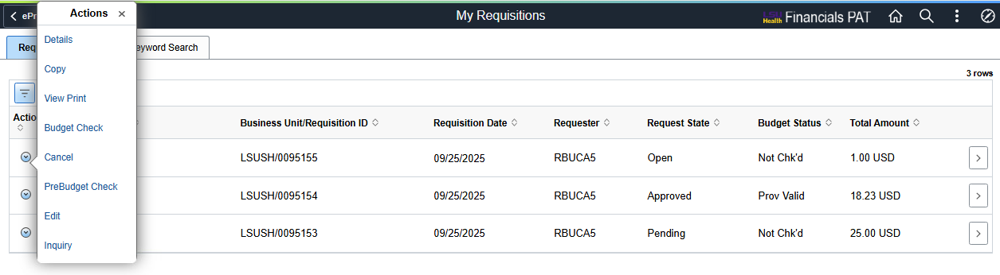 Actions ×
ePr
My Requisitions
LSU Health Financials PAT
Details
Req
eyword Search
Copy
3 rows
View Print
Actio
Business Unit/Requisition ID
Requisition Date
Requester
Request State
Budget Status
Total Amount
Budget Check
Cancel
LSUSH/0095155 09/25/2025 RBUCA5 Open Not Chk'd 1.00 USD
PreBudget Check
LSUSH/0095154 09/25/2025 RBUCA5 Approved Prov Valid 18.23 USD
Edit
LSUSH/0095153 09/25/2025 RBUCA5 Pending Not Chk'd 25.00 USD
Inquiry